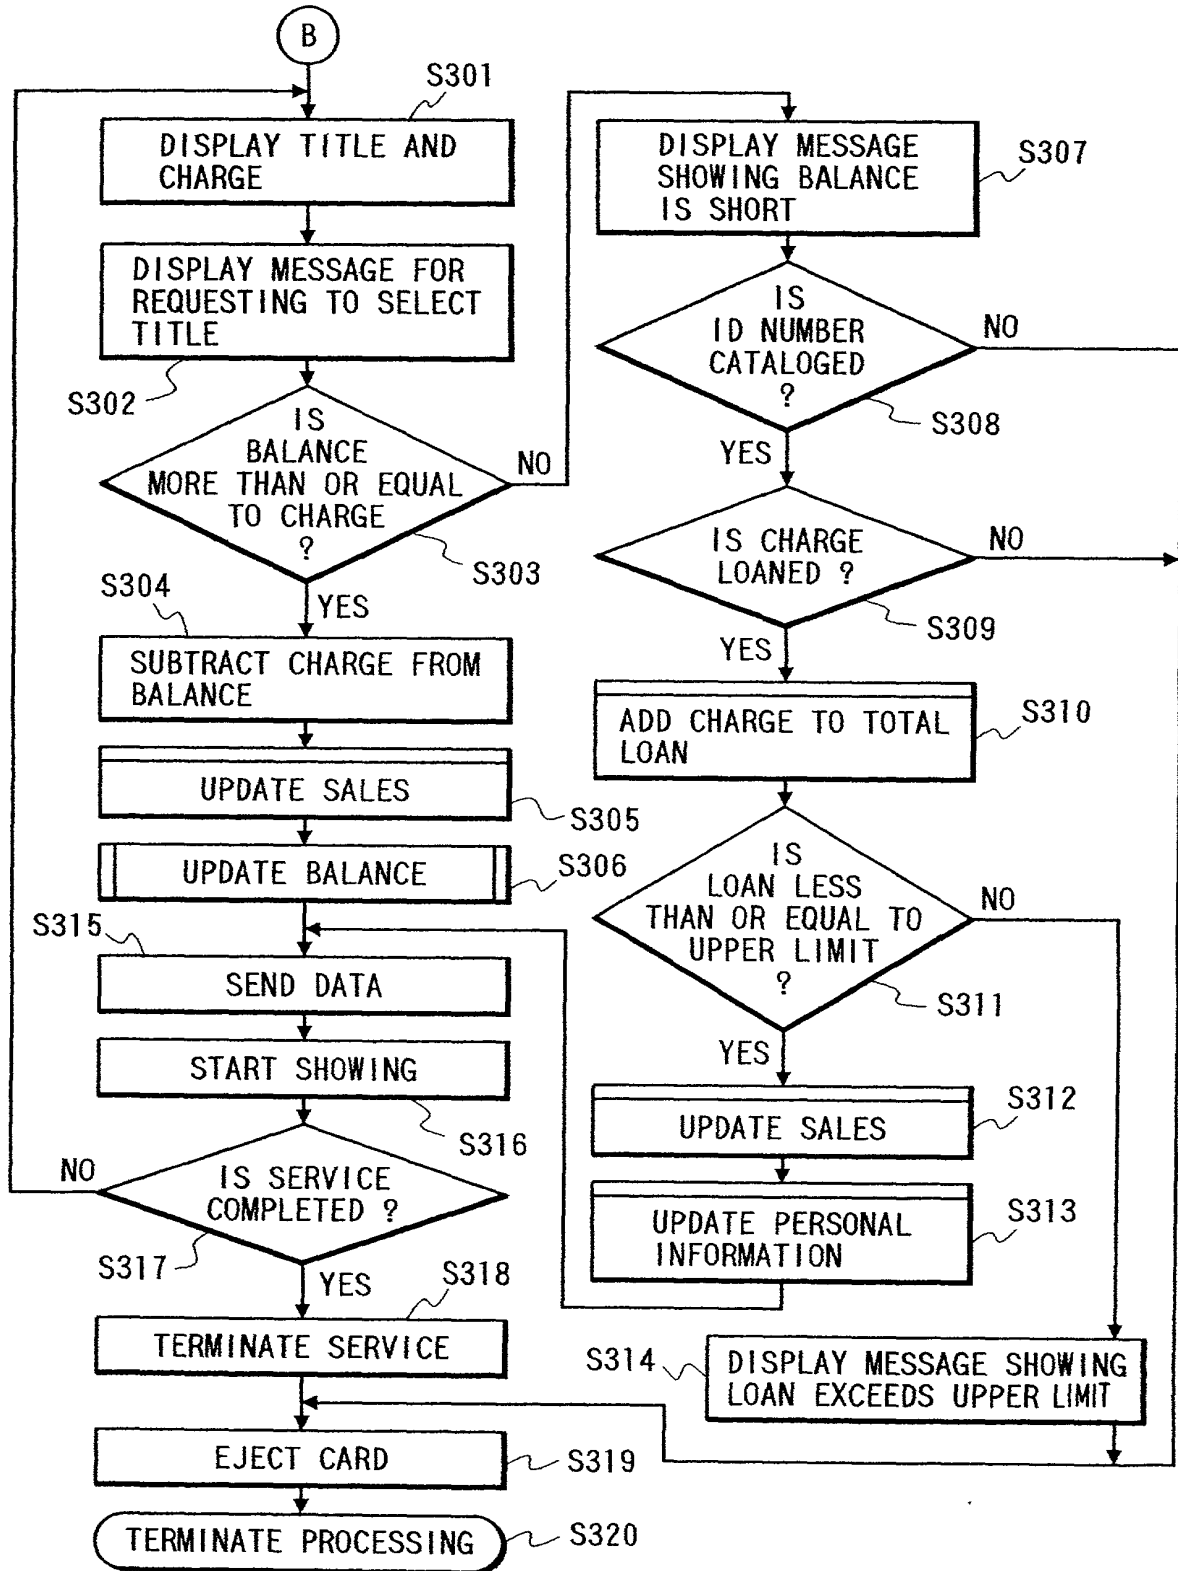 B
S301
DISPLAY TITLE AND
CHARGE
DISPLAY MESSAGE FOR
REQUESTING TO SELECT
TITLE
S302
IS
BALANCE
MORE THAN OR EQUAL
TO CHARGE
?
NO
S303
YES
S304
SUBTRACT CHARGE FROM
BALANCE
UPDATE SALES
S305
UPDATE BALANCE
S306
S315
SEND DATA
START SHOWING
S316
NO
IS SERVICE
COMPLETED ?
S317
YES
S318
TERMINATE SERVICE
EJECT CARD
S319
TERMINATE PROCESSING
S320
DISPLAY MESSAGE
SHOWING BALANCE
IS SHORT
S307
IS
ID NUMBER
CATALOGED
?
NO
S308
YES
IS CHARGE
LOANED ?
NO
S309
YES
ADD CHARGE TO TOTAL
LOAN
S310
IS
LOAN LESS
THAN OR EQUAL TO
UPPER LIMIT
?
NO
S311
YES
S312
UPDATE SALES
UPDATE PERSONAL
INFORMATION
S313
S314
DISPLAY MESSAGE SHOWING
LOAN EXCEEDS UPPER LIMIT